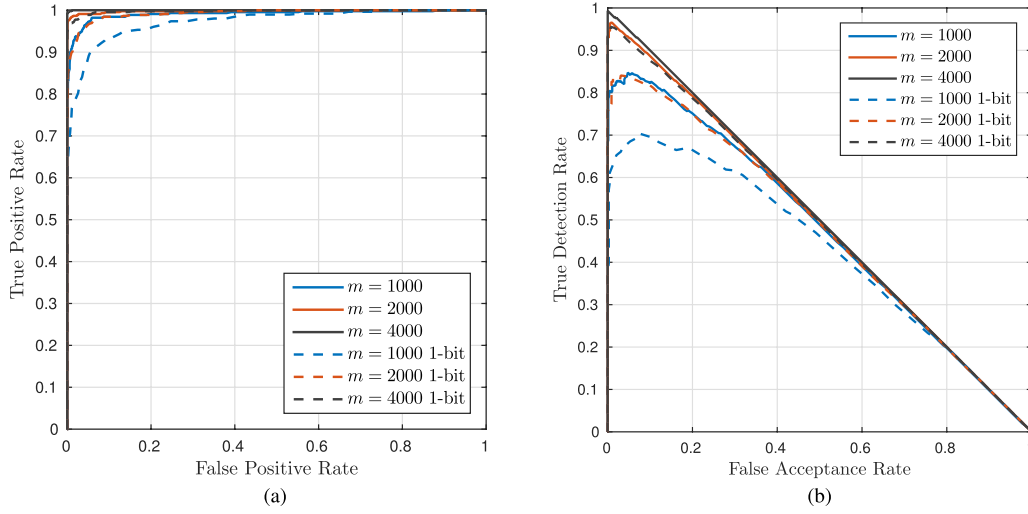 1
0.9
0.8
0.7
0.6
0.5
0.4
0.3
0.2
0.1
0
0 0.2 0.4 0.6 0.8 1
True Positive Rate
False Positive Rate
m = 1000
m = 2000
m = 4000
m = 1000 1-bit
m = 2000 1-bit
m = 4000 1-bit
(a)
1
0.9
0.8
0.7
0.6
0.5
0.4
0.3
0.2
0.1
0
0 0.2 0.4 0.6 0.8
True Detection Rate
False Acceptance Rate
m = 1000
m = 2000
m = 4000
m = 1000 1-bit
m = 2000 1-bit
m = 4000 1-bit
(b)